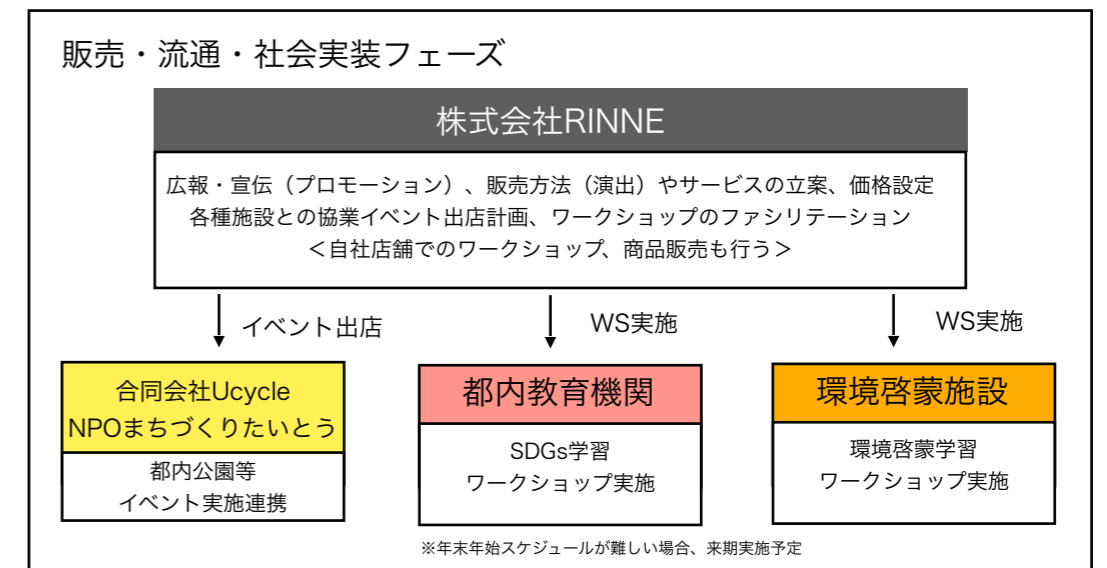 販売・流通・社会実装フェーズ
株式会社RINNE
広報・宣伝（プロモーション）、販売方法（演出）やサービスの立案、価格設定
各種施設との協業イベント出店計画、ワークショップのファシリテーション
＜自社店舗でのワークショップ、商品販売も行う＞
イベント出店
WS実施
WS実施
合同会社Ucycle
NPOまちづくりたいとう
都内公園等
イベント実施連携
都内教育機関
SDGs学習
ワークショップ実施
環境啓蒙施設
環境啓蒙学習
ワークショップ実施
※年末年始スケジュールが難しい場合、来期実施予定